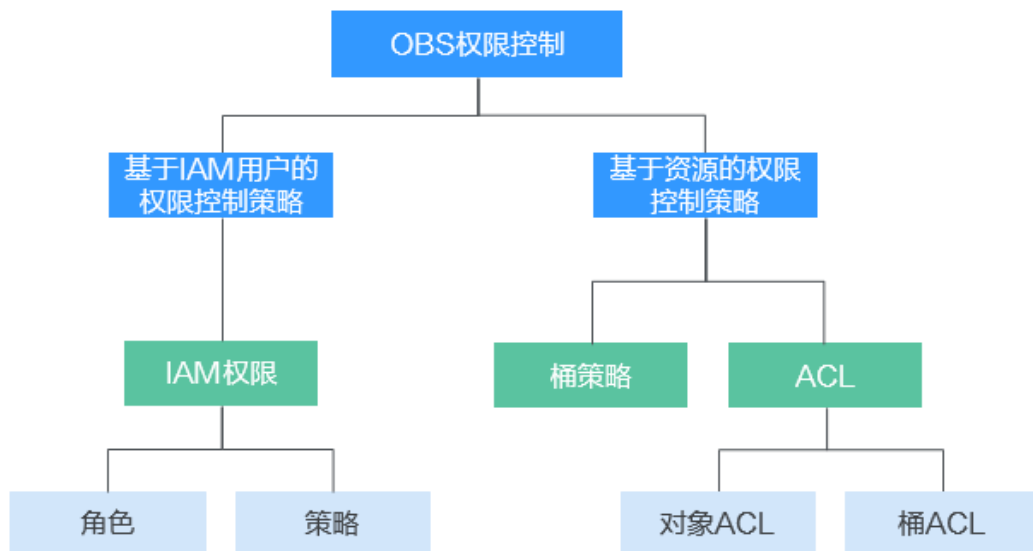 OBS权限控制
基于IAM用户的
权限控制策略
基于资源的权限
控制策略
IAM权限
桶策略
ACL
角色
策略
对象ACL
桶ACL